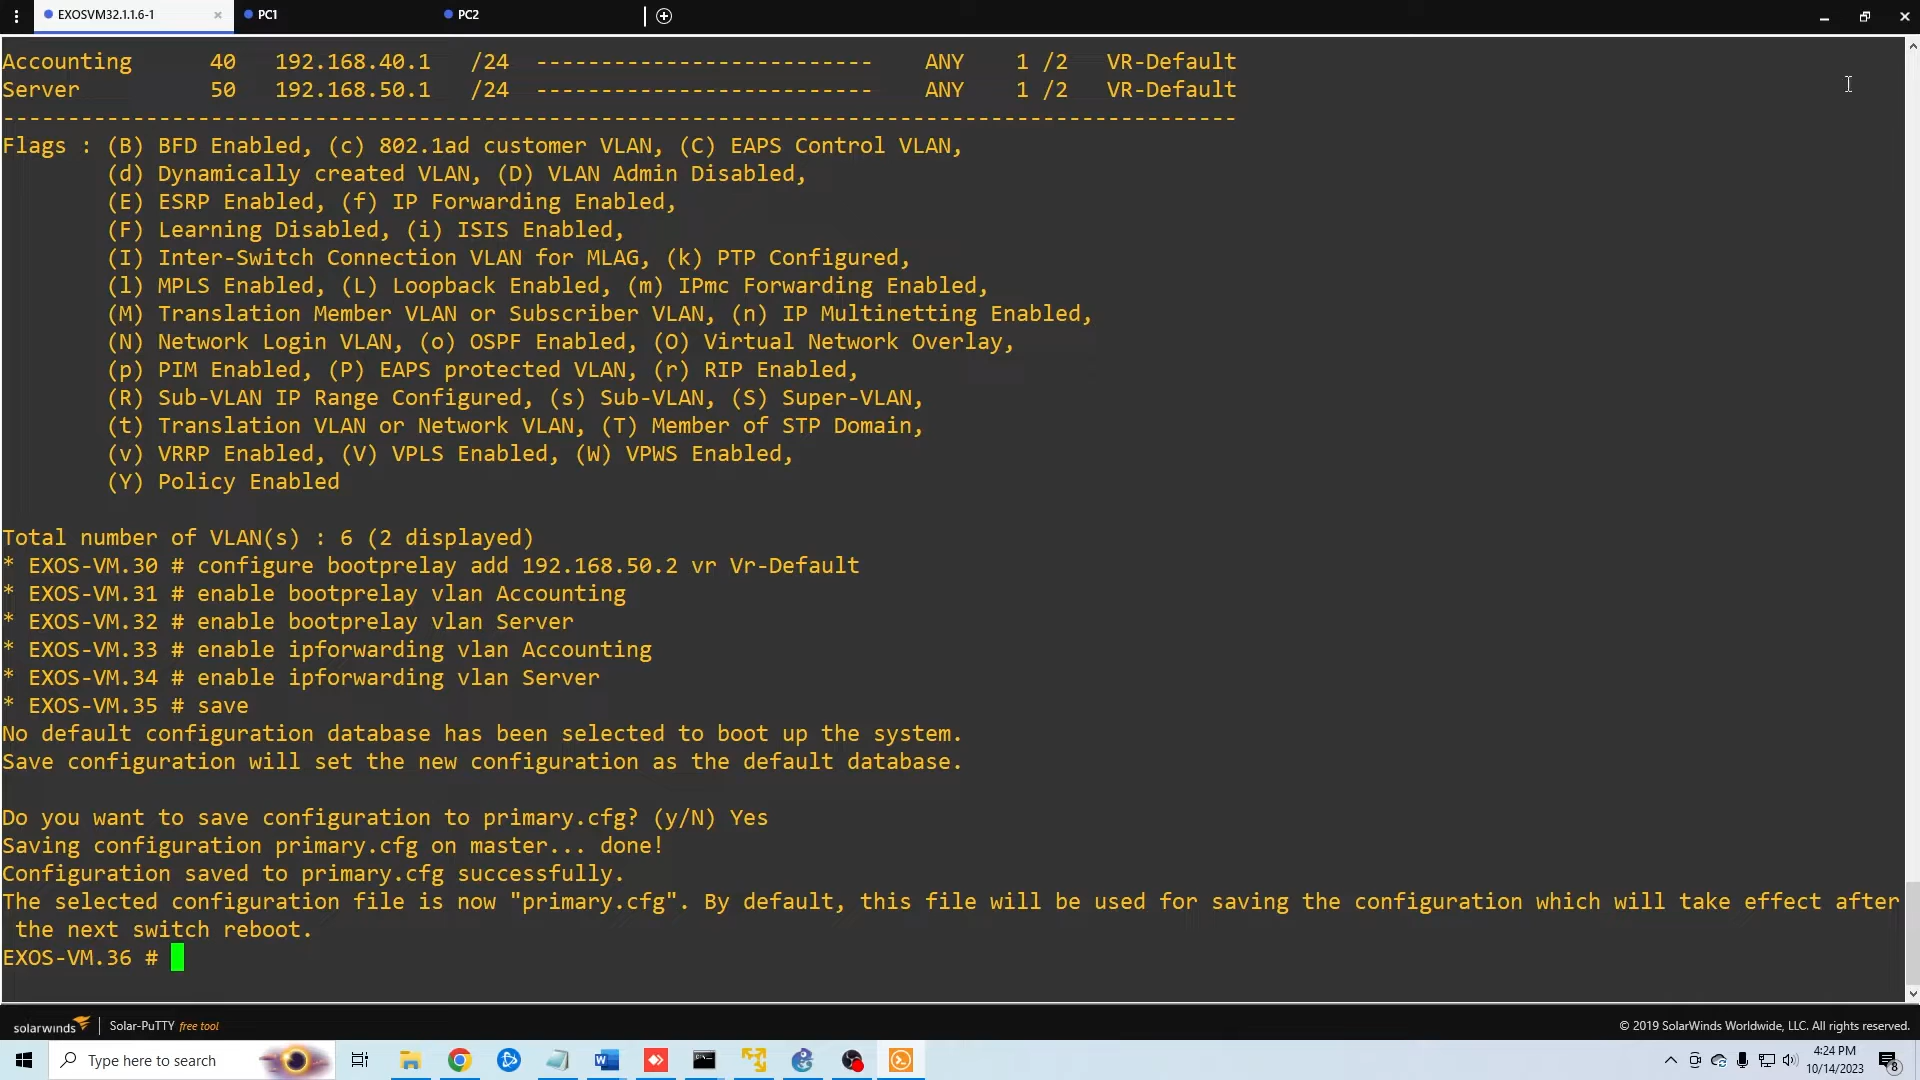 EXOSVM32.1.1.6-1 × PC1 PC2
Accounting 40 192.168.40.1 /24 -------------------------- ANY 1 /2 VR-Default
Server 50 192.168.50.1 /24 -------------------------- ANY 1 /2 VR-Default
-----------------------------------------------------------------------------------------------
Flags : (B) BFD Enabled, (c) 802.1ad customer VLAN, (C) EAPS Control VLAN,
(d) Dynamically created VLAN, (D) VLAN Admin Disabled,
(E) ESRP Enabled, (f) IP Forwarding Enabled,
(F) Learning Disabled, (i) ISIS Enabled,
(I) Inter-Switch Connection VLAN for MLAG, (k) PTP Configured,
(l) MPLS Enabled, (L) Loopback Enabled, (m) IPmc Forwarding Enabled,
(M) Translation Member VLAN or Subscriber VLAN, (n) IP Multinetting Enabled,
(N) Network Login VLAN, (o) OSPF Enabled, (O) Virtual Network Overlay,
(p) PIM Enabled, (P) EAPS protected VLAN, (r) RIP Enabled,
(R) Sub-VLAN IP Range Configured, (s) Sub-VLAN, (S) Super-VLAN,
(t) Translation VLAN or Network VLAN, (T) Member of STP Domain,
(v) VRRP Enabled, (V) VPLS Enabled, (W) VPWS Enabled,
(Y) Policy Enabled
Total number of VLAN(s) : 6 (2 displayed)
* EXOS-VM.30 # configure bootprelay add 192.168.50.2 vr Vr-Default
* EXOS-VM.31 # enable bootprelay vlan Accounting
* EXOS-VM.32 # enable bootprelay vlan Server
* EXOS-VM.33 # enable ipforwarding vlan Accounting
* EXOS-VM.34 # enable ipforwarding vlan Server
* EXOS-VM.35 # save
No default configuration database has been selected to boot up the system.
Save configuration will set the new configuration as the default database.
Do you want to save configuration to primary.cfg? (y/N) Yes
Saving configuration primary.cfg on master... done!
Configuration saved to primary.cfg successfully.
The selected configuration file is now "primary.cfg". By default, this file will be used for saving the configuration which will take effect after
the next switch reboot.
EXOS-VM.36 #
solarwinds | Solar-PuTTY free tool © 2019 SolarWinds Worldwide, LLC. All rights reserved.
Type here to search
4:24 PM
10/14/2023
8